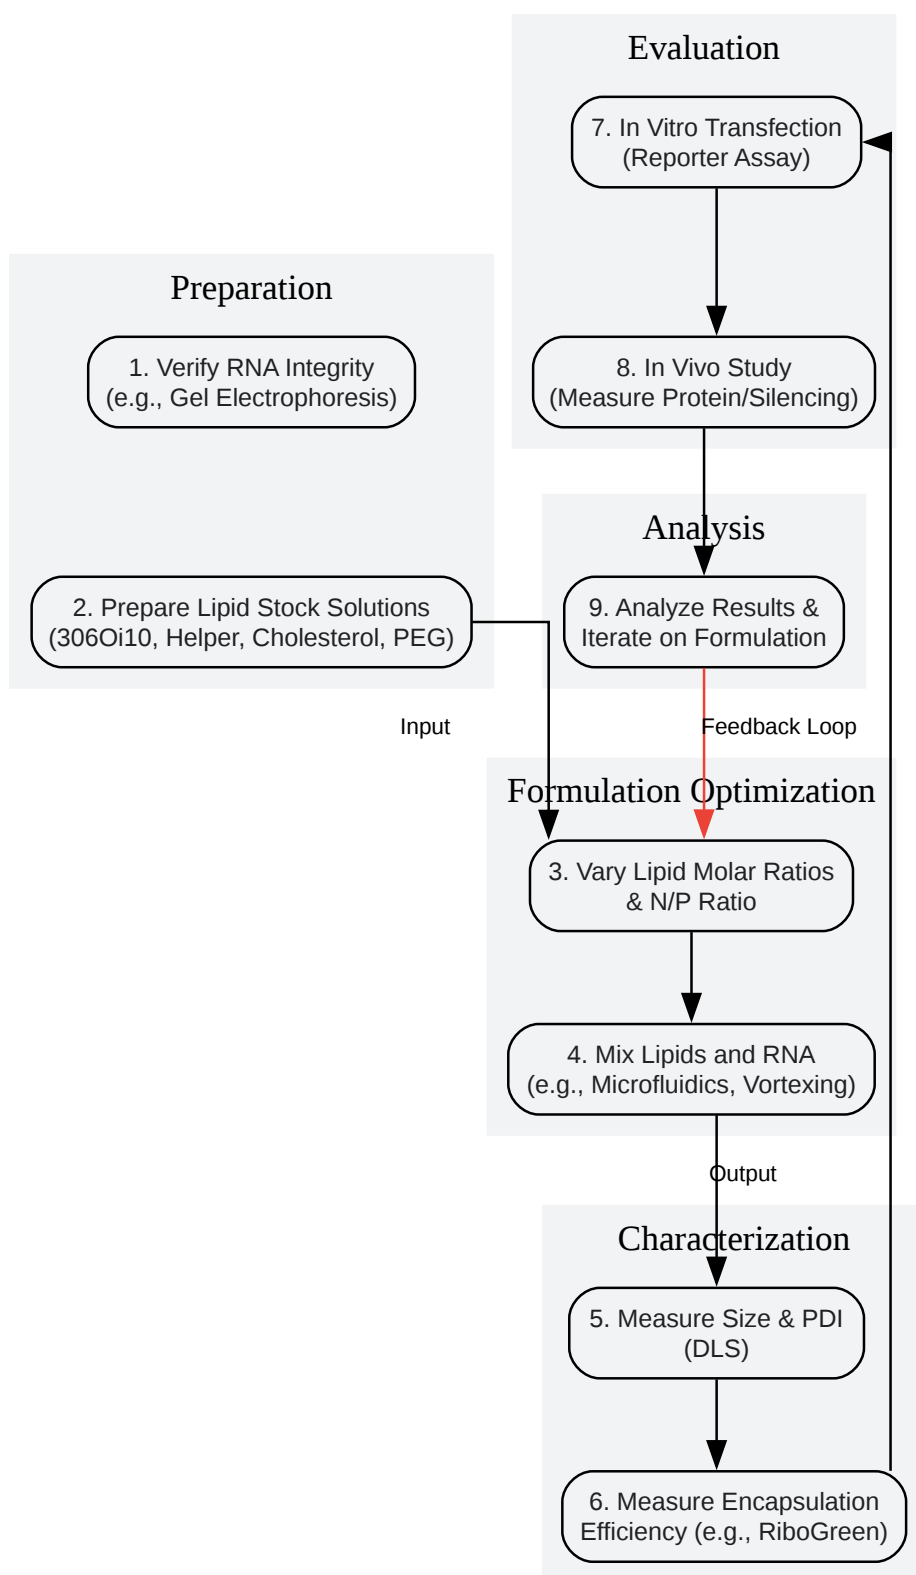 Evaluation
7. In Vitro Transfection
(Reporter Assay)
Preparation
1. Verify RNA Integrity
(e.g., Gel Electrophoresis)
8. In Vivo Study
(Measure Protein/Silencing)
Analysis
2. Prepare Lipid Stock Solutions
(306Oi10, Helper, Cholesterol, PEG)
9. Analyze Results &
Iterate on Formulation
Input
Feedback Loop
Formulation Optimization
3. Vary Lipid Molar Ratios
& N/P Ratio
4. Mix Lipids and RNA
(e.g., Microfluidics, Vortexing)
Output
Characterization
5. Measure Size & PDI
(DLS)
6. Measure Encapsulation
Efficiency (e.g., RiboGreen)